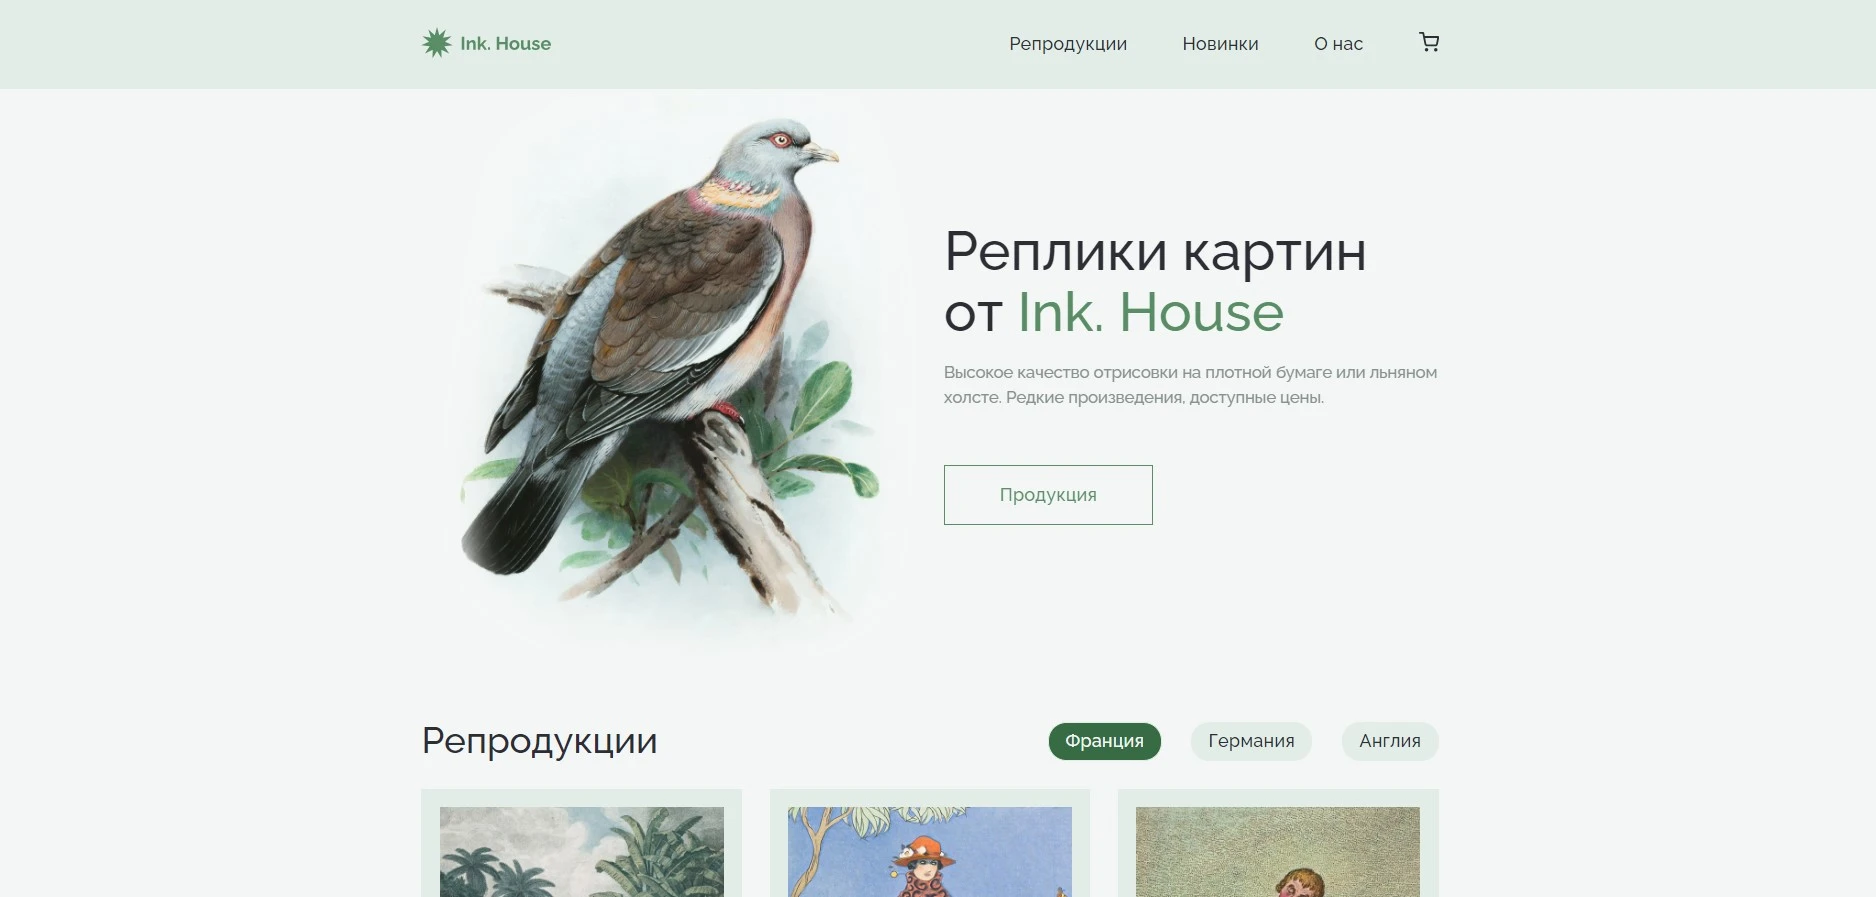 Ink. House
Репродукции
Новинки
О нас
Реплики картин
от Ink. House
Высокое качество отрисовки на плотной бумаге или льняном
холсте. Редкие произведения, доступные цены.
Продукция
Репродукции
Франция
Германия
Англия